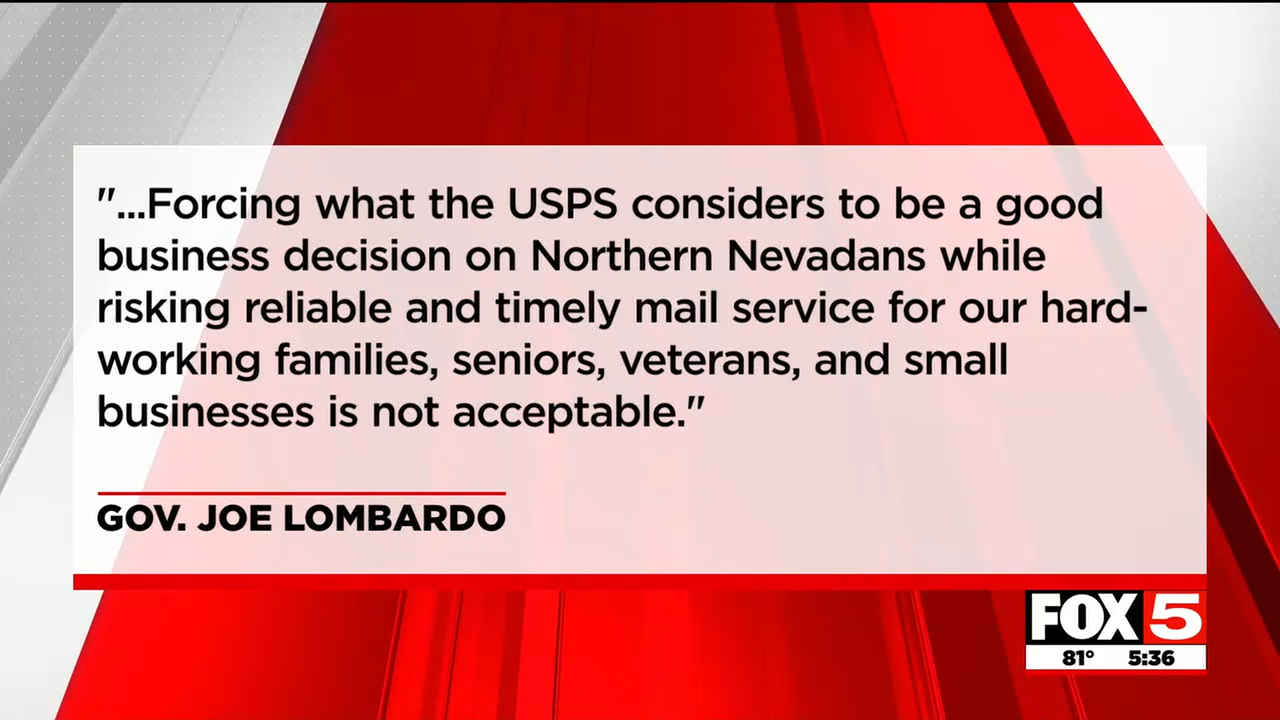 "...Forcing what the USPS considers to be a good
business decision on Northern Nevadans while
risking reliable and timely mail service for our hard-
working families, seniors, veterans, and small
businesses is not acceptable."
GOV. JOE LOMBARDO
FOX 5
81° 5:36